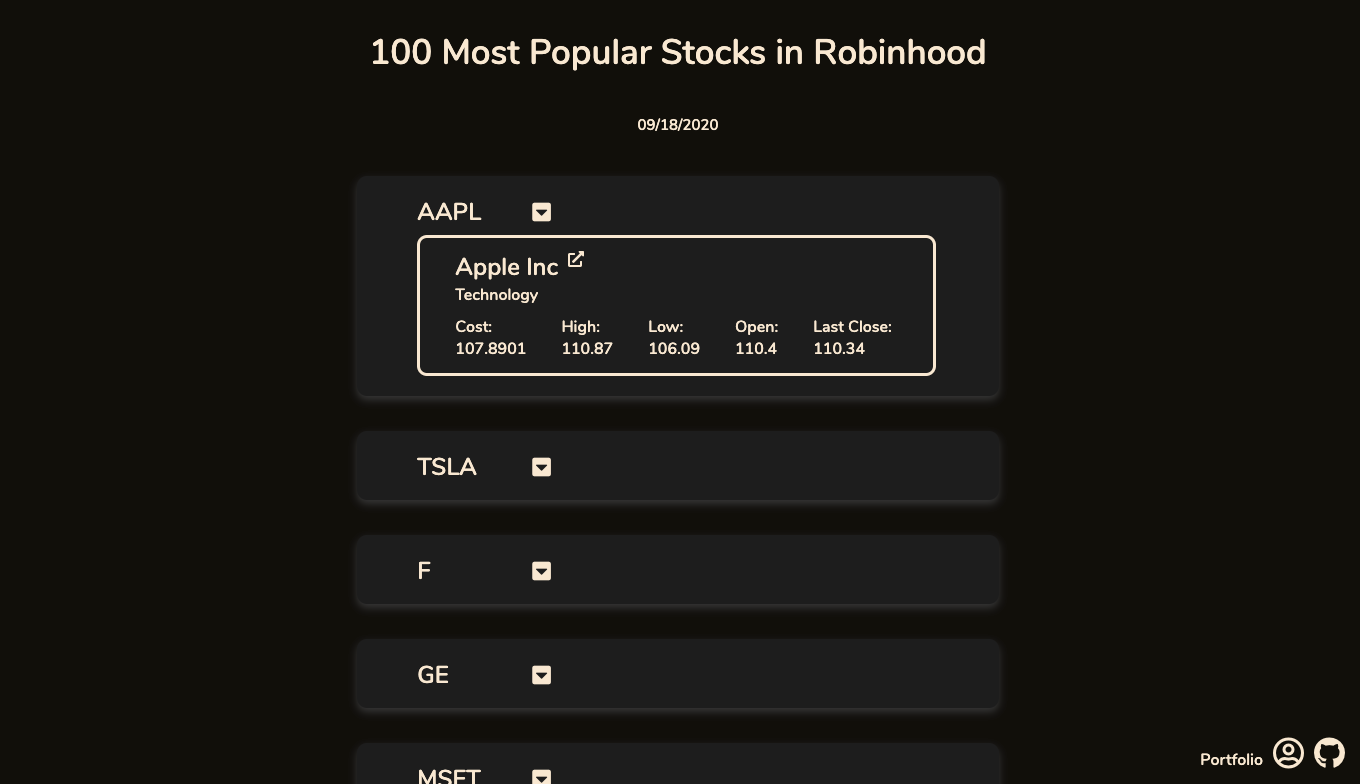 100 Most Popular Stocks in Robinhood
09/18/2020
AAPL
Apple Inc
Technology
Cost: High: Low: Open: Last Close:
107.8901 110.87 106.09 110.4 110.34
TSLA
F
GE
MSFT
Portfolio